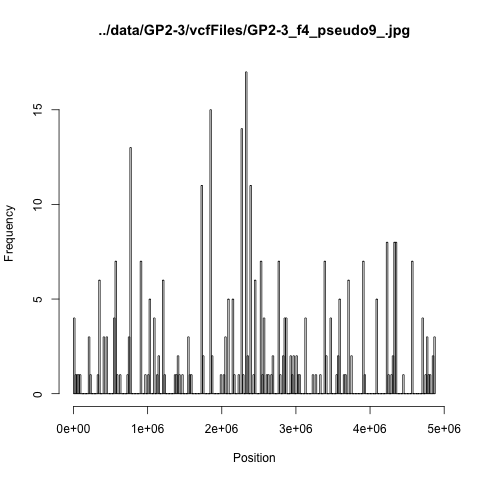 ../data/GP2-3/vcfFiles/GP2-3_f4_pseudo9_.jpg
Frequency
15
10
5
0
0e+00 1e+06 2e+06 3e+06 4e+06 5e+06
Position